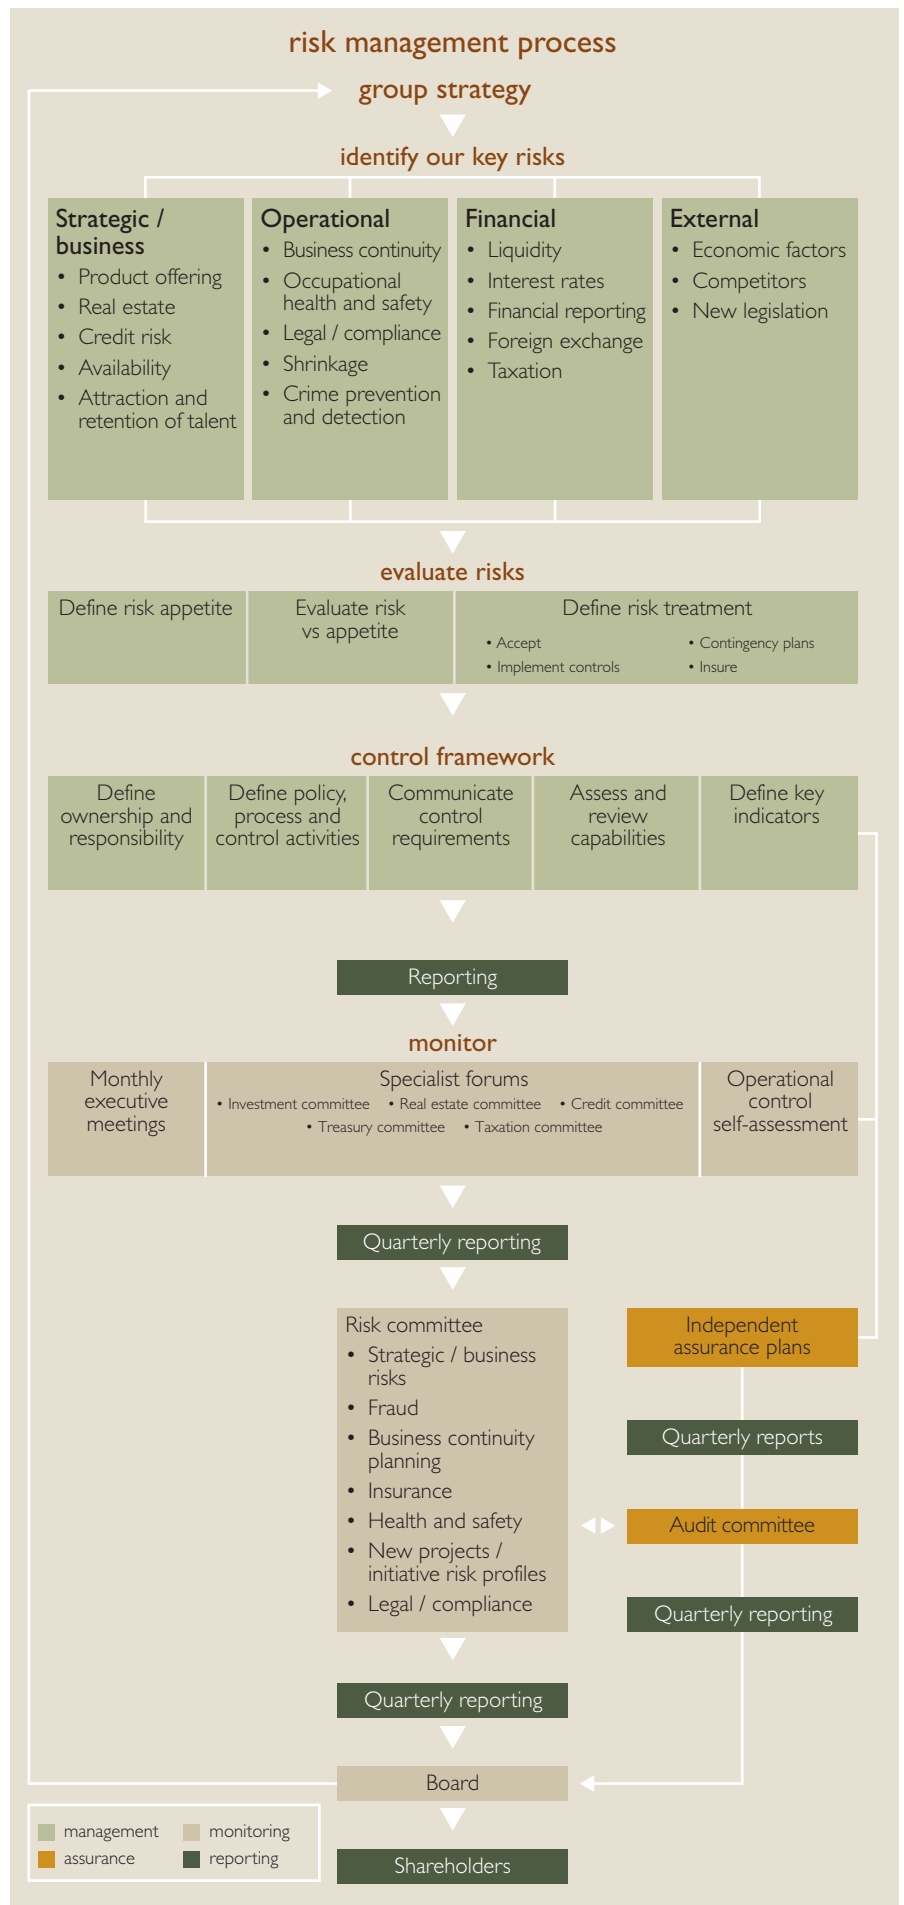 risk management process
group strategy
identify our key risks
Strategic /
business
• Product offering
• Real estate
• Credit risk
• Availability
• Attraction and
retention of talent
Operational
• Business continuity
• Occupational
health and safety
• Legal / compliance
• Shrinkage
• Crime prevention
and detection
Financial
• Liquidity
• Interest rates
• Financial reporting
• Foreign exchange
• Taxation
External
• Economic factors
• Competitors
• New legislation
evaluate risks
Define risk appetite
Evaluate risk
vs appetite
Define risk treatment
• Accept
• Implement controls
• Contingency plans
• Insure
control framework
Define
ownership and
responsibility
Define policy,
process and
control activities
Communicate
control
requirements
Assess and
review
capabilities
Define key
indicators
Reporting
monitor
Monthly
executive
meetings
Specialist forums
• Investment committee • Real estate committee • Credit committee
• Treasury committee • Taxation committee
Operational
control
self-assessment
Quarterly reporting
Risk committee
• Strategic / business
risks
• Fraud
• Business continuity
planning
• Insurance
• Health and safety
• New projects /
initiative risk profiles
• Legal / compliance
Independent
assurance plans
Quarterly reports
Audit committee
Quarterly reporting
Quarterly reporting
Board
Shareholders
management
monitoring
assurance
reporting